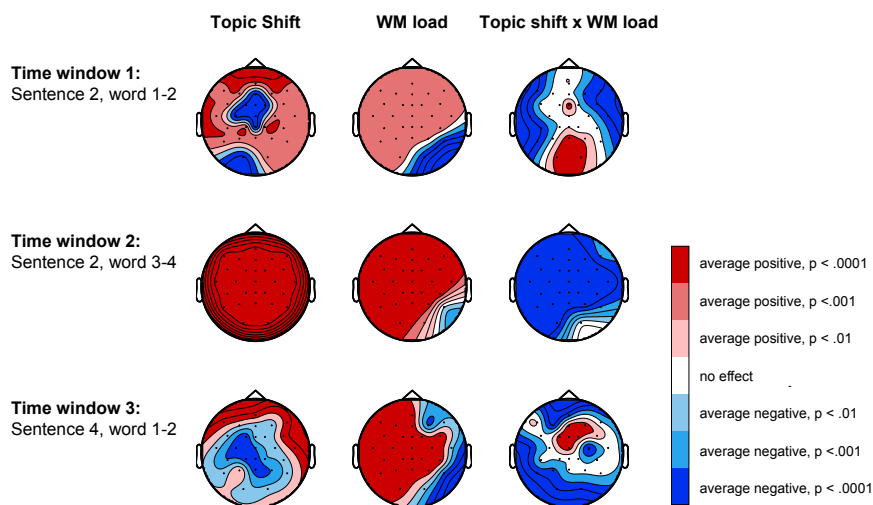 Topic Shift WM load Topic shift x WM load
Time window 1:
Sentence 2, word 1-2
Time window 2:
Sentence 2, word 3-4
Time window 3:
Sentence 4, word 1-2
average positive, p < .0001
average positive, p <.001
average positive, p < .01
no effect
average negative, p < .01
average negative, p <.001
average negative, p < .0001